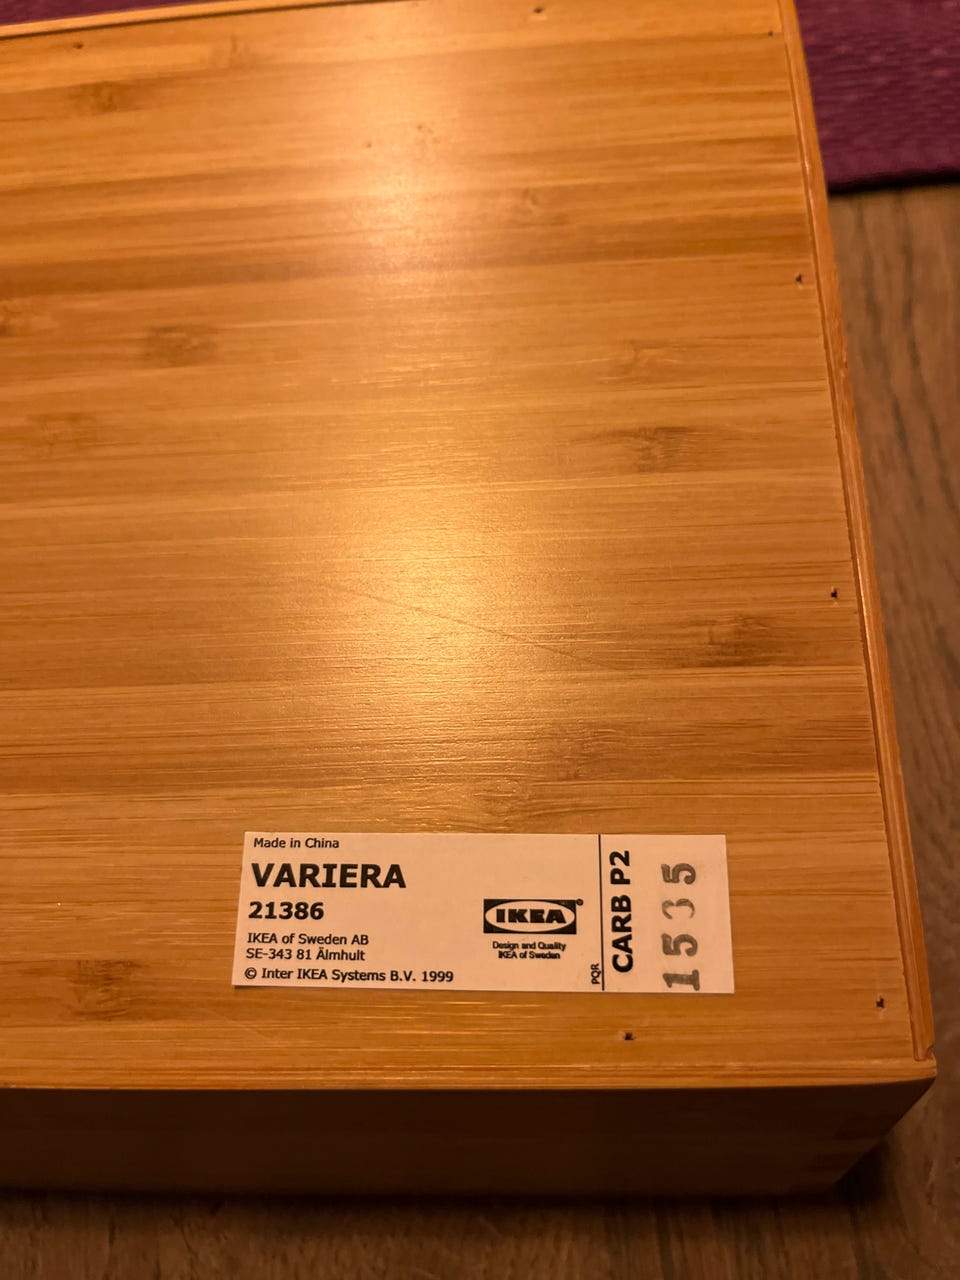 Made in China
VARIERA
21386
IKEA of Sweden AB
SE-343 81 Älmhult
© Inter IKEA Systems B.V. 1999
IKEA®
Design and Quality
IKEA of Sweden
PQR
CARB P2
1535